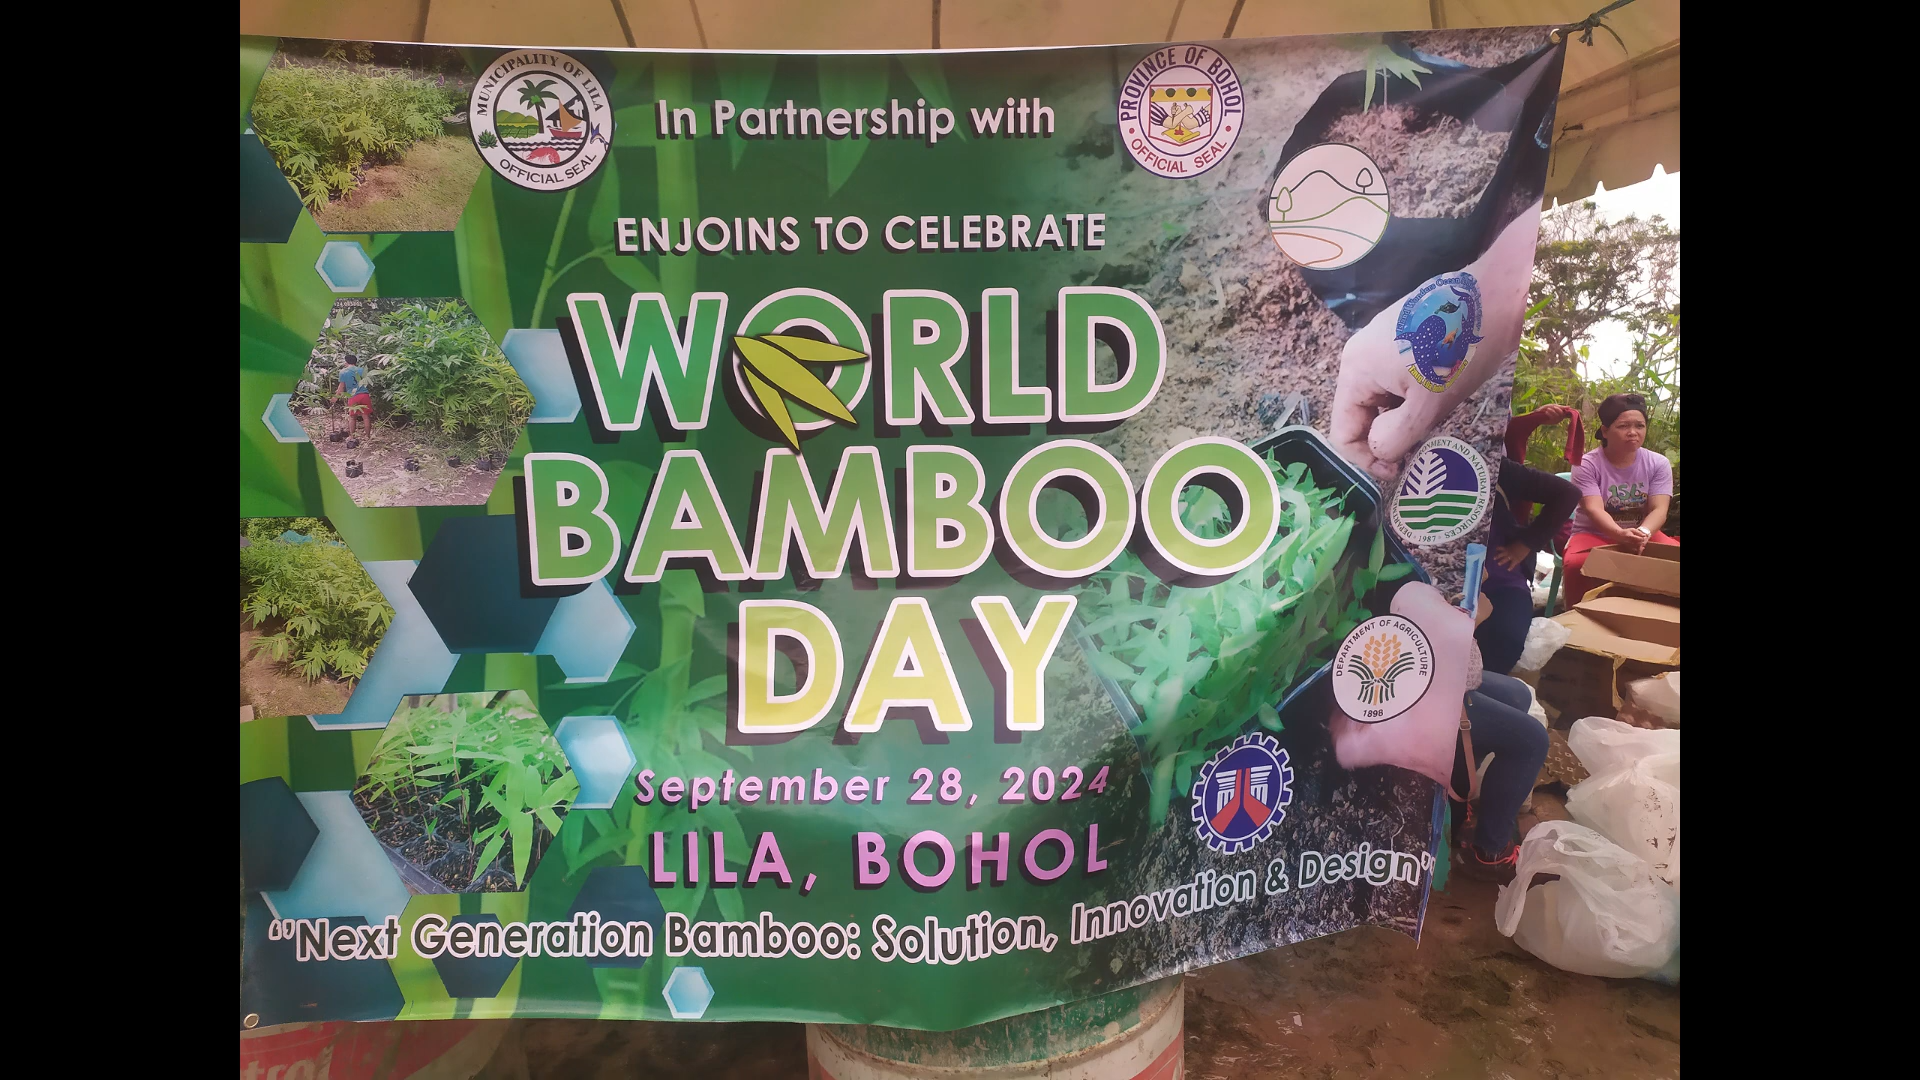 MUNICIPALITY OF LILA
OFFICIAL SEAL
In Partnership with
PROVINCE OF BOHOL
OFFICIAL SEAL
ENJOINS TO CELEBRATE
WORLD
BAMBOO
DAY
DEPARTMENT OF AGRICULTURE
1898
1987
September 28, 2024
LILA, BOHOL
"Next Generation Bamboo: Solution, Innovation & Design"